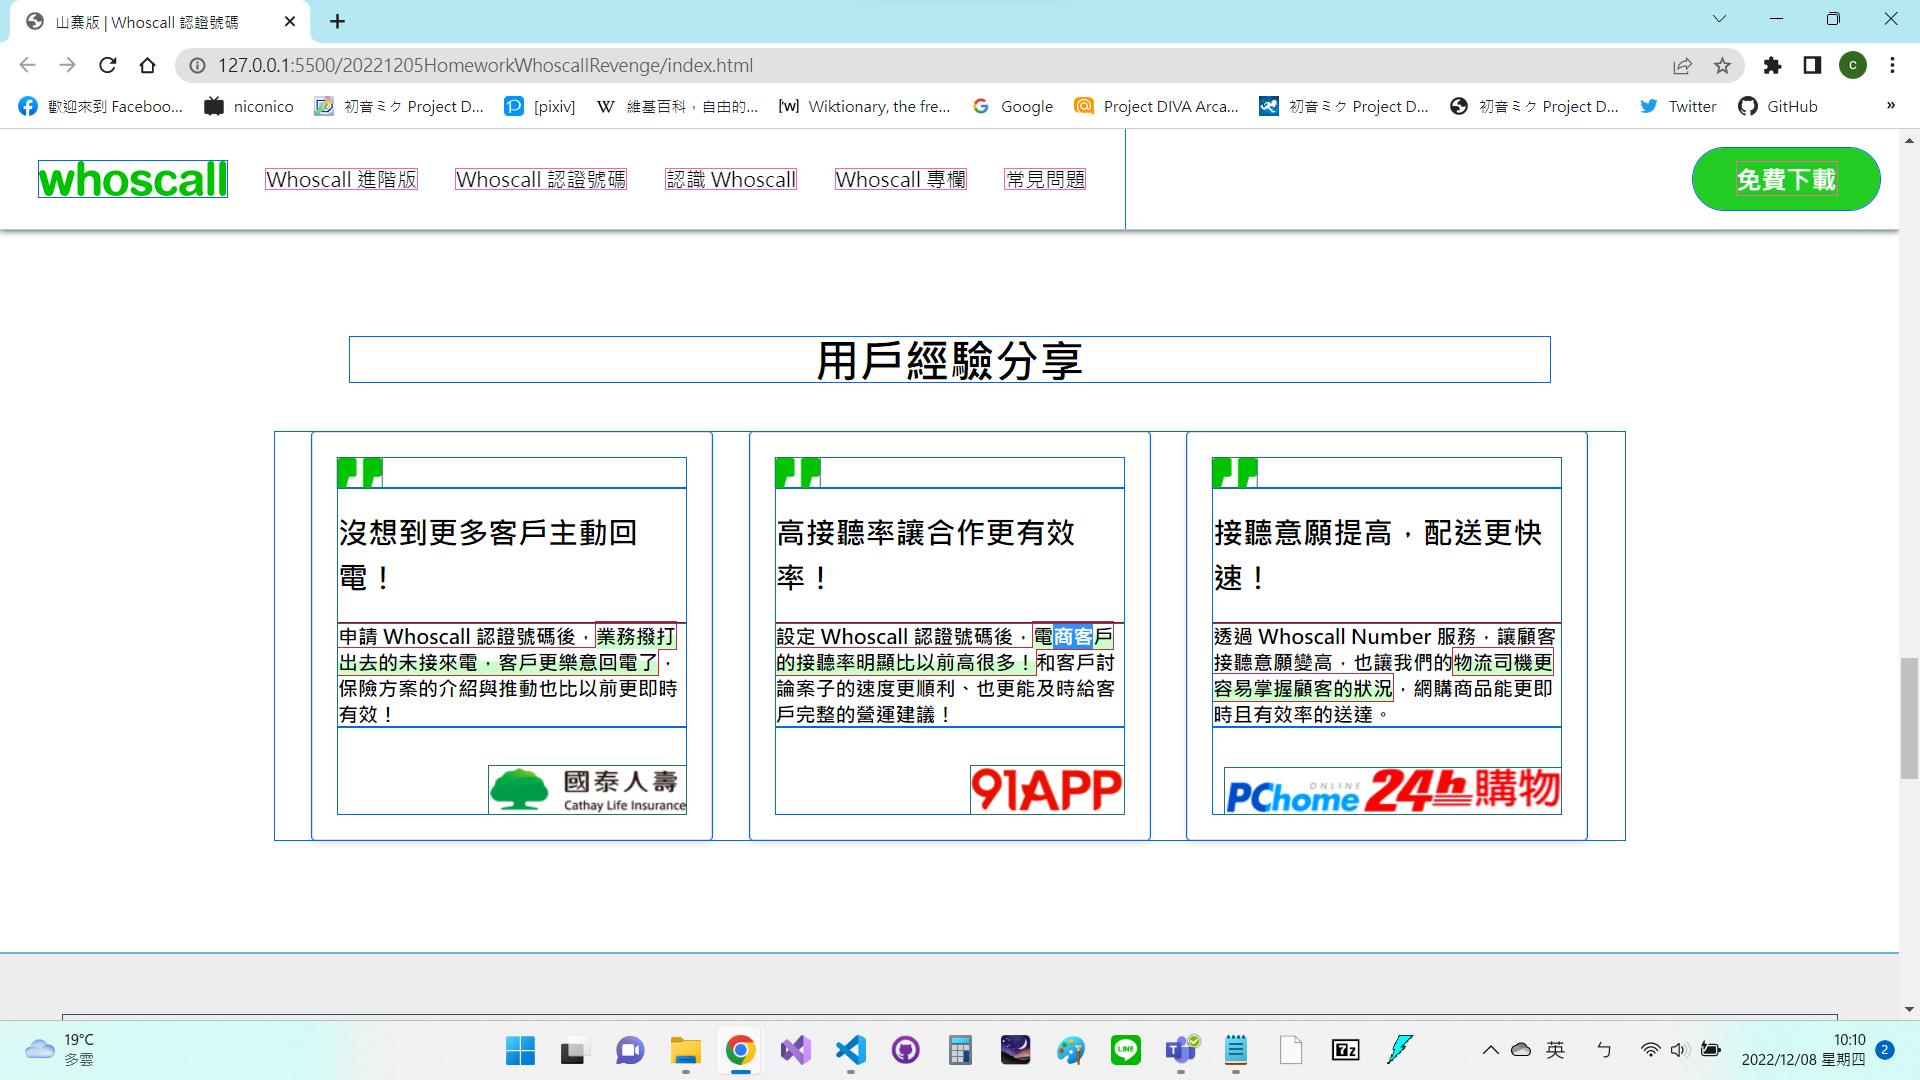 山寨版 | Whoscall 認證號碼
127.0.0.1:5500/20221205HomeworkWhoscallRevenge/index.html
C
歡迎來到 Faceboo...
niconico
初音ミク Project D...
[pixiv]
維基百科，自由的...
Wiktionary, the fre...
Google
Project DIVA Arca...
初音ミク Project D...
初音ミク Project D...
Twitter
GitHub
»
whoscall
Whoscall 進階版
Whoscall 認證號碼
認識 Whoscall
Whoscall 專欄
常見問題
免費下載
用戶經驗分享
沒想到更多客戶主動回
電！
申請 Whoscall 認證號碼後，業務撥打
出去的未接來電，客戶更樂意回電了，
保險方案的介紹與推動也比以前更即時
有效！
國泰人壽
Cathay Life Insurance
高接聽率讓合作更有效
率！
設定 Whoscall 認證號碼後，電商客戶
的接聽率明顯比以前高很多！和客戶討
論案子的速度更順利、也更能及時給客
戶完整的營運建議！
91APP
接聽意願提高，配送更快
速！
透過 Whoscall Number 服務，讓顧客
接聽意願變高，也讓我們的物流司機更
容易掌握顧客的狀況，網購商品能更即
時且有效率的送達。
ONLINE
PChome 24h購物
19°C
多雲
LINE
7z
英
ㄅ
10:10
2022/12/08 星期四
2